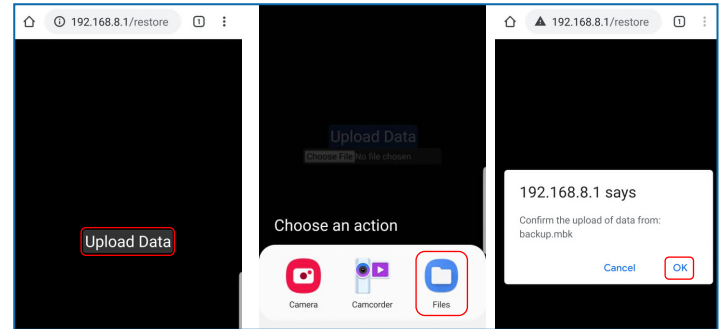 192.168.8.1/restore
1
Upload Data
Upload Data
Choose File No file chosen
Choose an action
Camera
Camcorder
Files
192.168.8.1/restore
1
192.168.8.1 says
Confirm the upload of data from:
backup.mbk
Cancel
OK